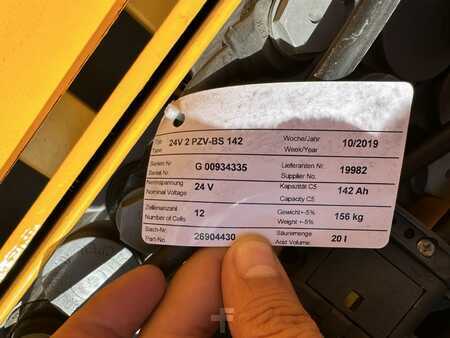 Typ 24V 2 PZV-BS 142 Woche/Jahr 10/2019
Type: Week/Year
Serien Nr G 00934335 Lieferanten Nr 19982
Serial Nr Supplier No.
Nennspannung 24 V Kapazität C5 142 Ah
Nominal Voltage Capacity C5
Zellenanzahl 12 Gewicht +-5% 156 kg
Number of Cells Weight +-5%
Sach-Nr 26904430 Säuremenge 20 l
Part-No. Acid Volume: